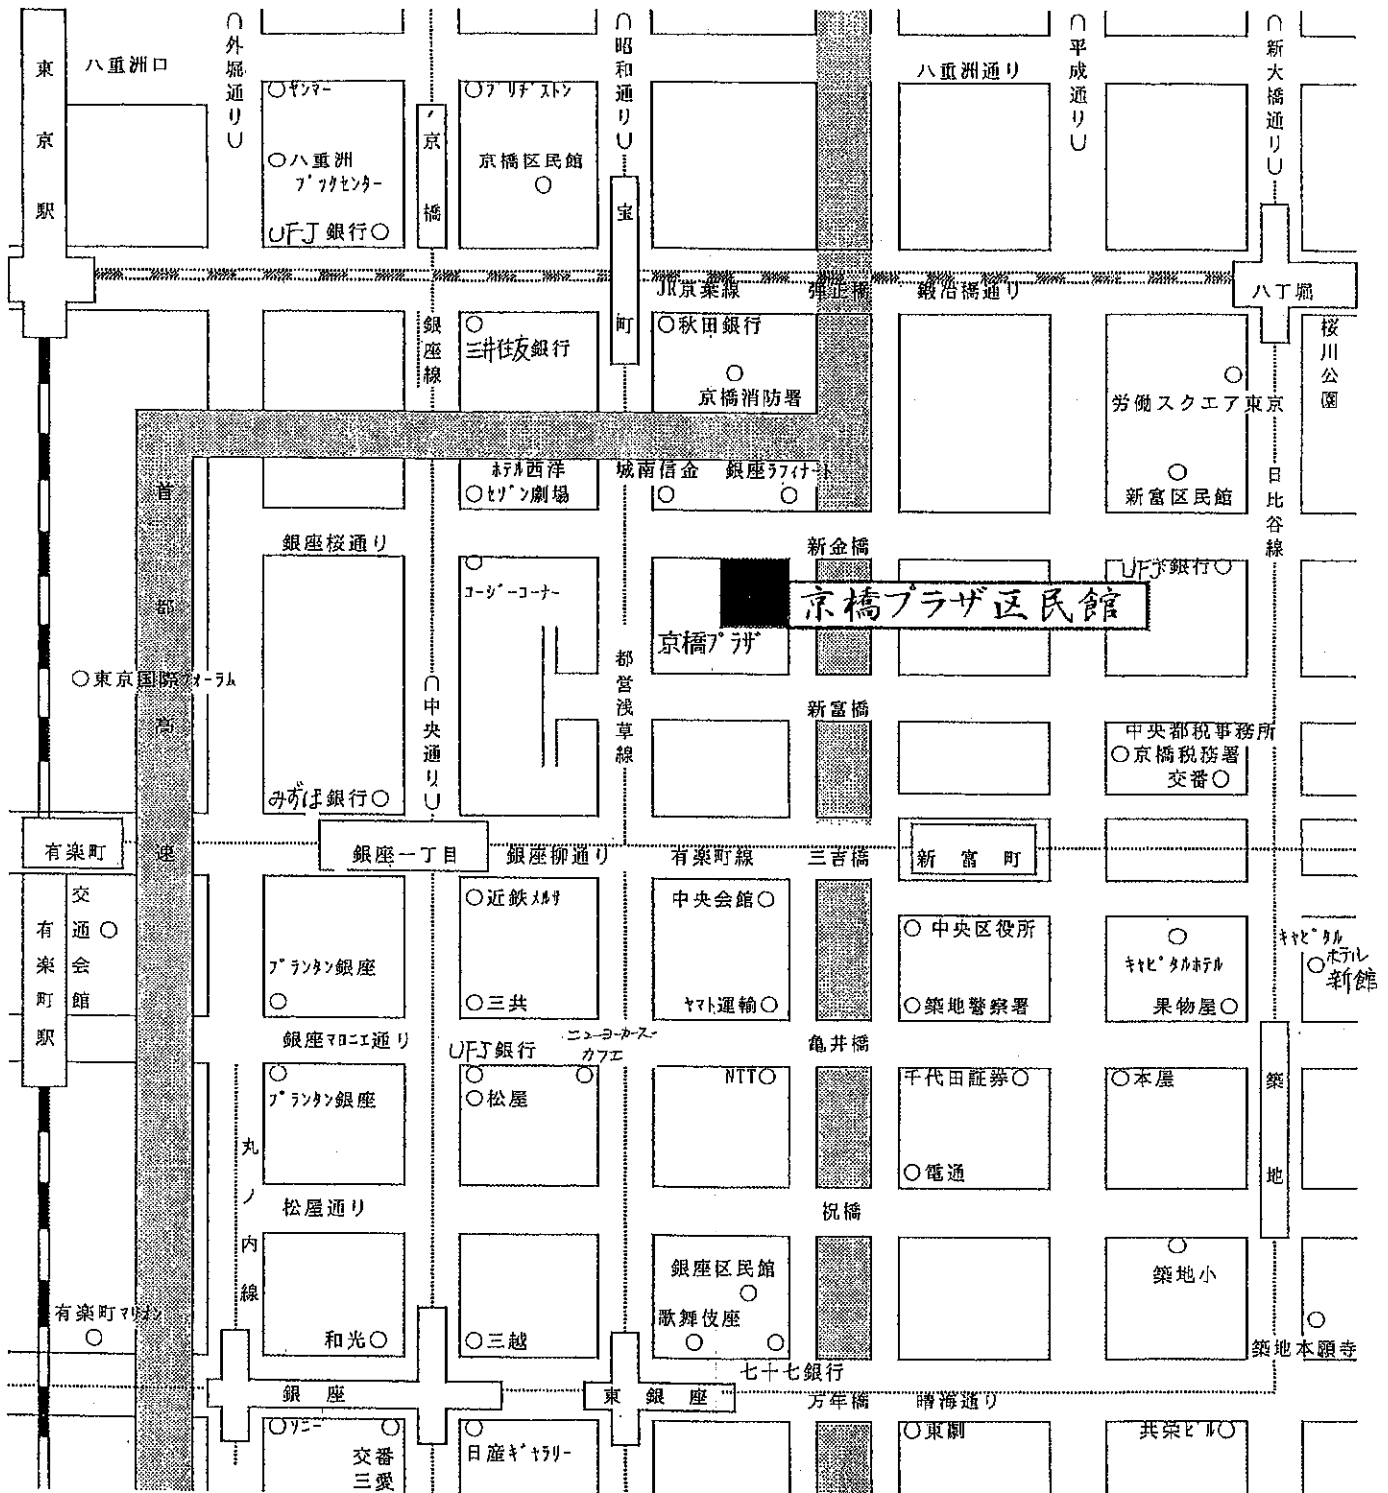 東京駅
八重洲口
外堀通り
昭和通り
八重洲通り
平成通り
新大橋通り
ヤンマー
八重洲
ブックセンター
UFJ銀行
京橋
ブリヂストン
京橋区民館
宝町
JR京葉線
弾正橋
鍛冶橋通り
八丁堀
銀座線
三井住友銀行
秋田銀行
京橋消防署
桜川公園
労働スクエア東京
首都高速
ホテル西洋
セゾン劇場
城南信金
銀座ラフィナート
新富区民館
日比谷線
銀座桜通り
コージーコーナー
新金橋
UFJ銀行
京橋プラザ区民館
京橋プラザ
東京国際フォーラム
中央通り
都営浅草線
新富橋
中央都税事務所
京橋税務署
交番
みずほ銀行
有楽町
銀座一丁目
銀座柳通り
有楽町線
三吉橋
新富町
有楽町駅
交通会館
プランタン銀座
近鉄メルサ
三共
中央会館
ヤマト運輸
中央区役所
築地警察署
キャピタルホテル
果物屋
キャピタル
ホテル
新館
銀座マロニエ通り
UFJ銀行
ニューヨーカーズ
カフェ
亀井橋
プランタン銀座
松屋
NTT
千代田証券
電通
本屋
築地
丸ノ内線
松屋通り
祝橋
有楽町マリオン
和光
三越
銀座区民館
歌舞伎座
築地小
築地本願寺
七十七銀行
銀座
東銀座
万年橋
晴海通り
ソニー
交番
三愛
日産ギャラリー
東劇
共栄ビル